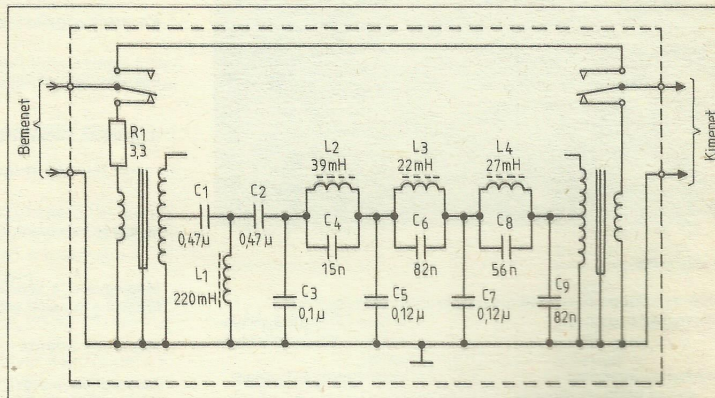 Bemenet
R1
3,3
C1
0,47μ
L1
220mH
C2
0,47μ
C3
0,1μ
L2
39mH
C4
15n
C5
0,12μ
L3
22mH
C6
82n
C7
0,12μ
L4
27mH
C8
56n
C9
82n
Kimenet